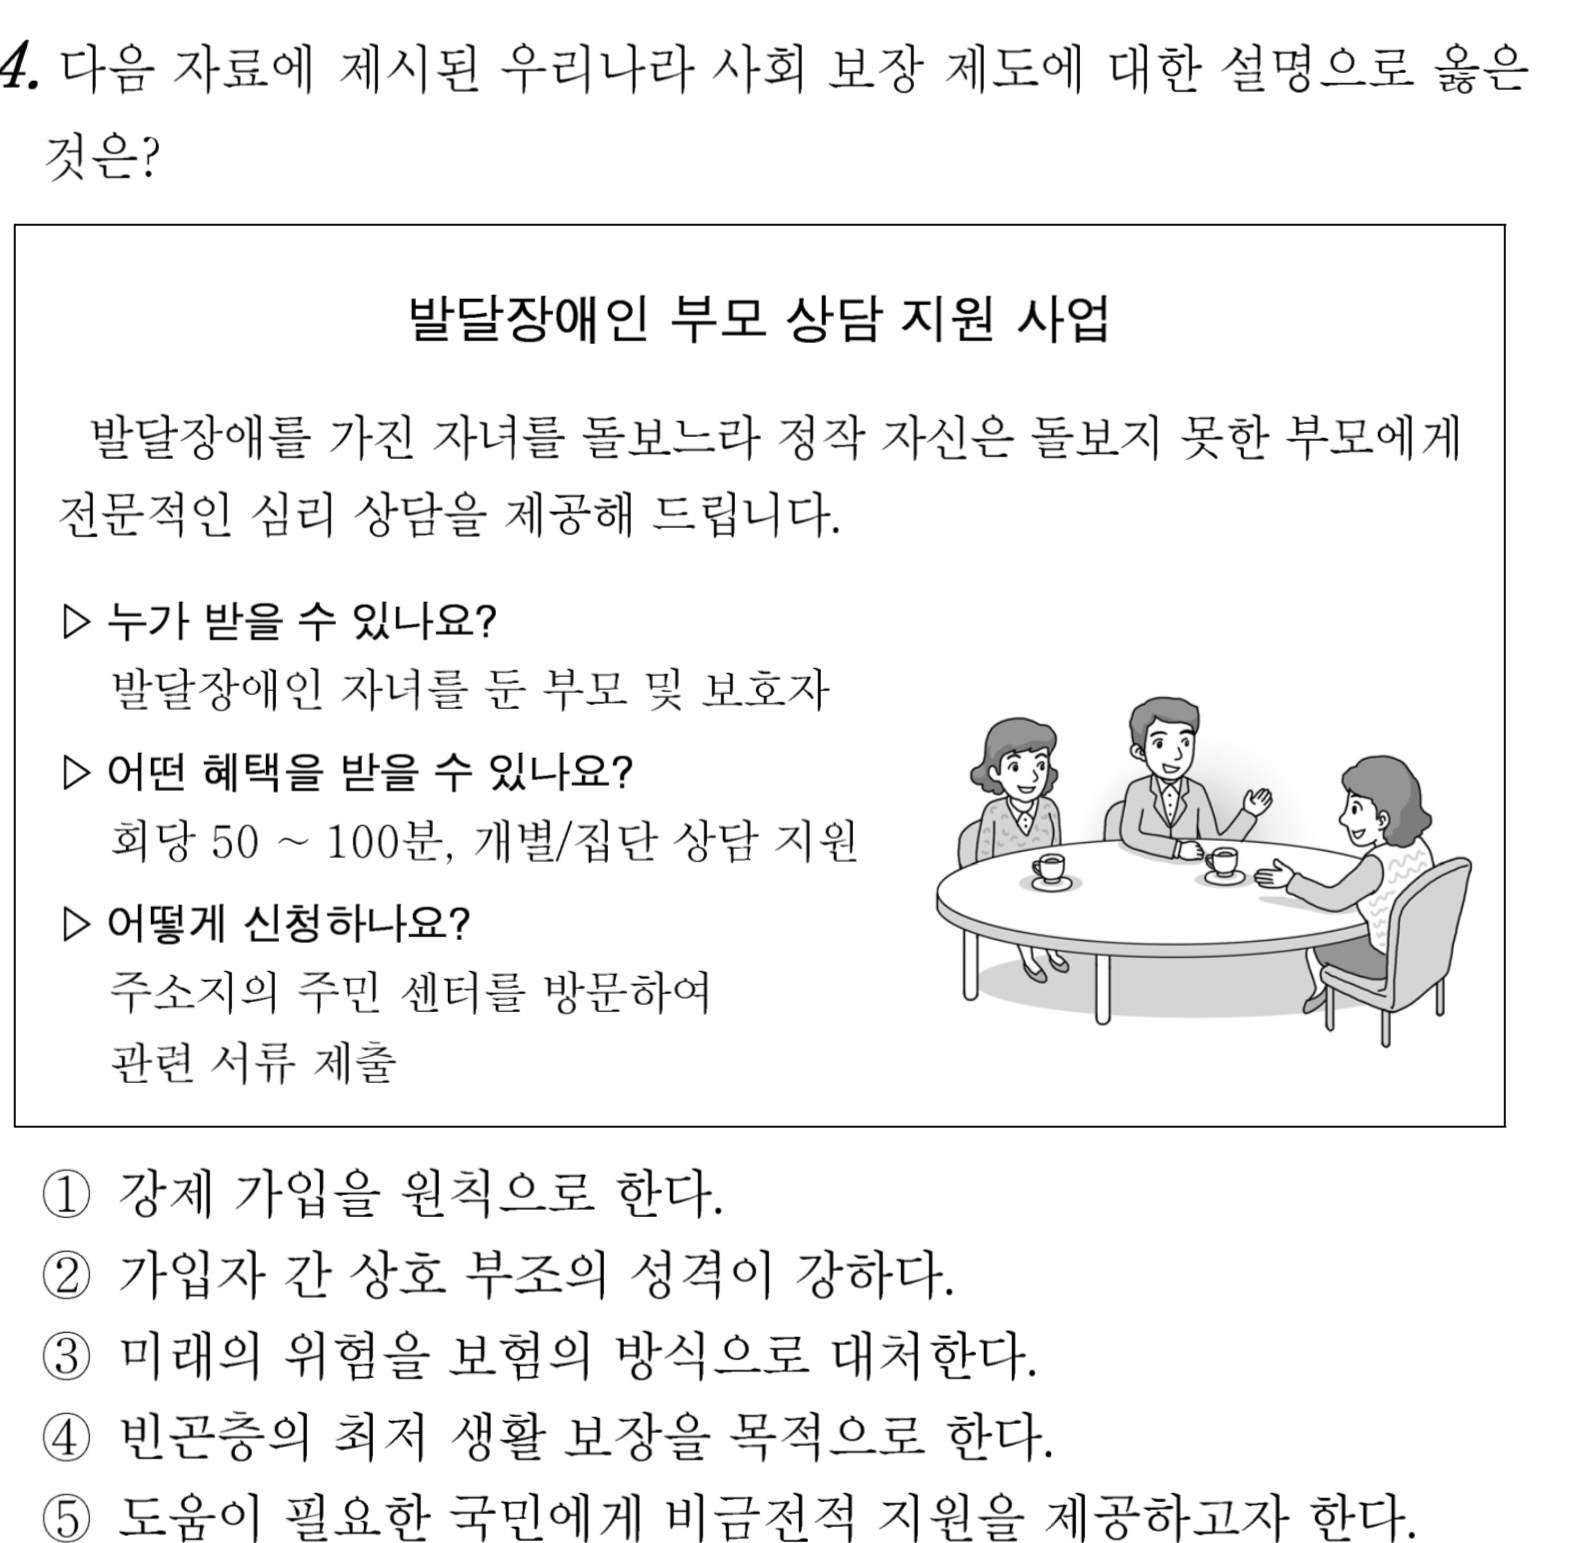 4. 다음 자료에 제시된 우리나라 사회 보장 제도에 대한 설명으로 옳은
것은?
발달장애인 부모 상담 지원 사업
발달장애를 가진 자녀를 돌보느라 정작 자신은 돌보지 못한 부모에게
전문적인 심리 상담을 제공해 드립니다.
▷ 누가 받을 수 있나요?
발달장애인 자녀를 둔 부모 및 보호자
▷ 어떤 혜택을 받을 수 있나요?
회당 50 ~ 100분, 개별/집단 상담 지원
▷ 어떻게 신청하나요?
주소지의 주민 센터를 방문하여
관련 서류 제출
① 강제 가입을 원칙으로 한다.
② 가입자 간 상호 부조의 성격이 강하다.
③ 미래의 위험을 보험의 방식으로 대처한다.
④ 빈곤층의 최저 생활 보장을 목적으로 한다.
⑤ 도움이 필요한 국민에게 비금전적 지원을 제공하고자 한다.